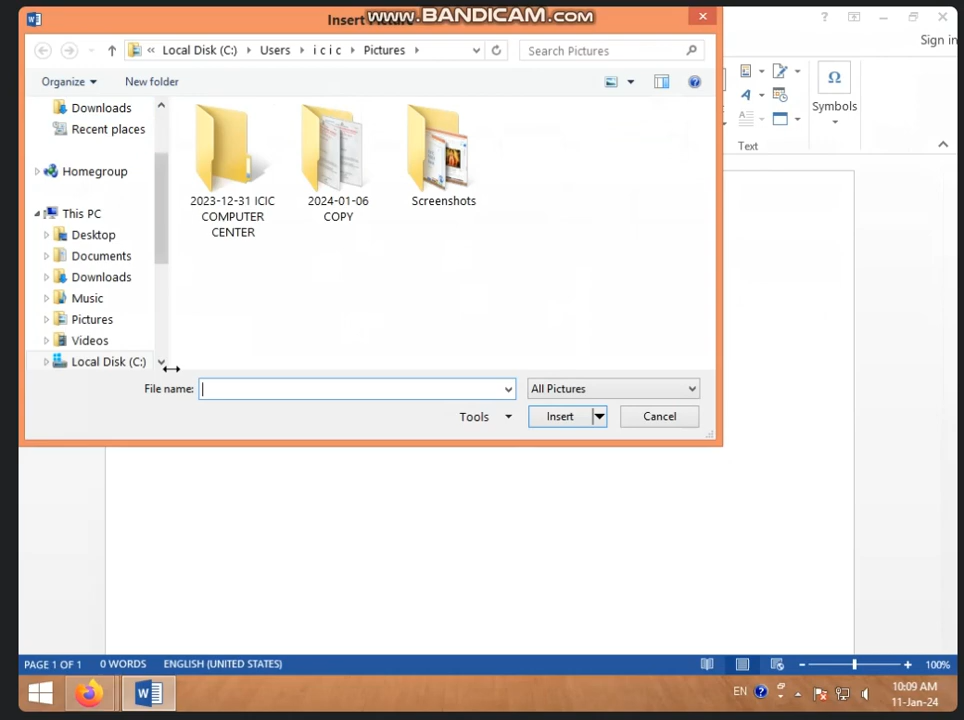 Insert Picture
www.BANDICAM.com
Sign in
« Local Disk (C:) Users i c i c Pictures
Search Pictures
Organize
New folder
Symbols
Text
Downloads
Recent places
Homegroup
This PC
Desktop
Documents
Downloads
Music
Pictures
Videos
Local Disk (C:)
2023-12-31 ICIC
COMPUTER
CENTER
2024-01-06
COPY
Screenshots
File name:
All Pictures
Tools
Insert
Cancel
PAGE 1 OF 1 0 WORDS ENGLISH (UNITED STATES)
100%
EN
10:09 AM
11-Jan-24